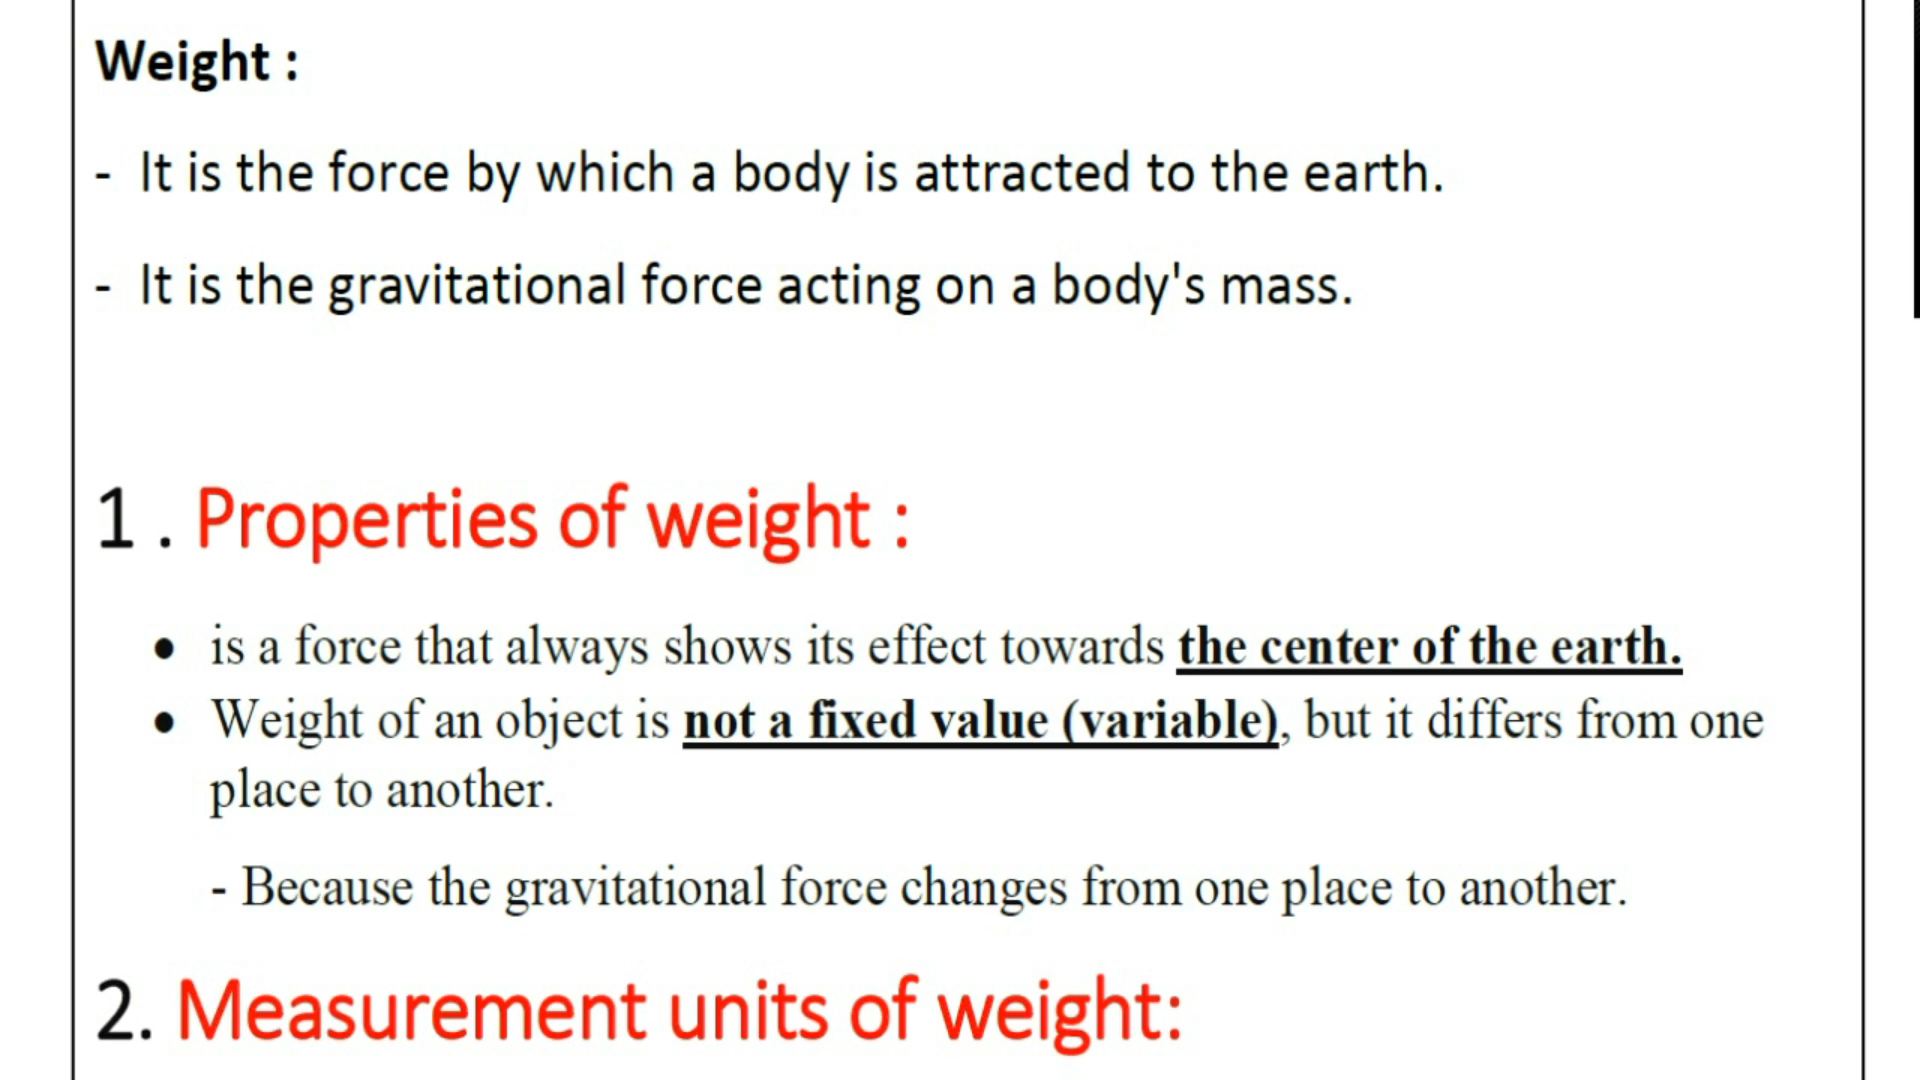 Weight :
- It is the force by which a body is attracted to the earth.
- It is the gravitational force acting on a body's mass.
1 . Properties of weight :
● is a force that always shows its effect towards the center of the earth.
● Weight of an object is not a fixed value (variable), but it differs from one
place to another.
- Because the gravitational force changes from one place to another.
2. Measurement units of weight: